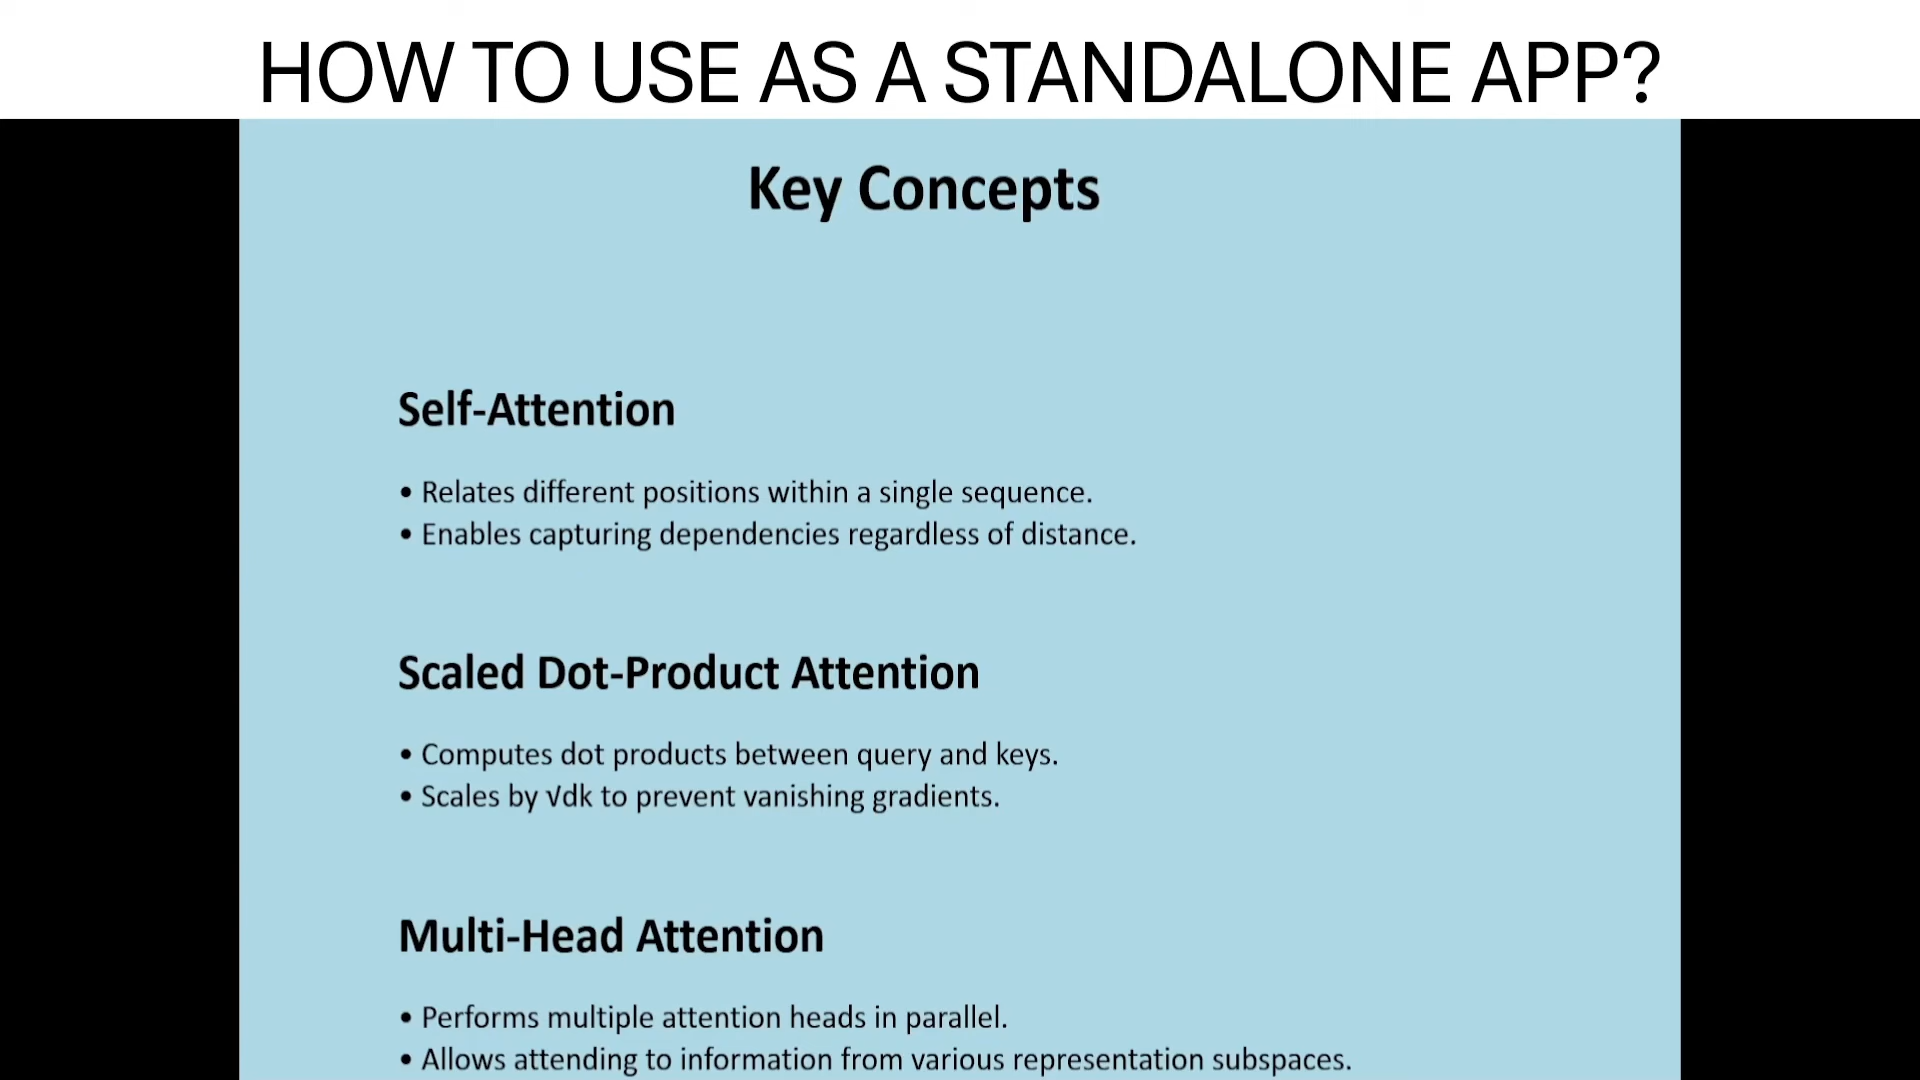 HOW TO USE AS A STANDALONE APP?
Key Concepts
Self-Attention
• Relates different positions within a single sequence.
• Enables capturing dependencies regardless of distance.
Scaled Dot-Product Attention
• Computes dot products between query and keys.
• Scales by √dk to prevent vanishing gradients.
Multi-Head Attention
• Performs multiple attention heads in parallel.
• Allows attending to information from various representation subspaces.